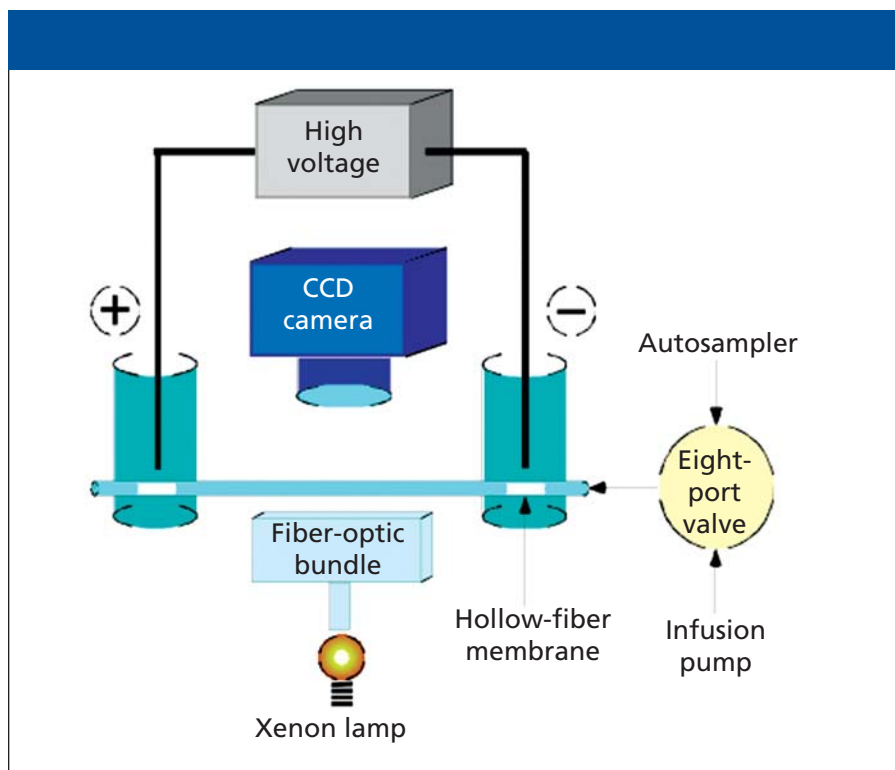 High
voltage
CCD
camera
+
−
Autosampler
Eight-
port
valve
Fiber-optic
bundle
Hollow-fiber
membrane
Infusion
pump
Xenon lamp